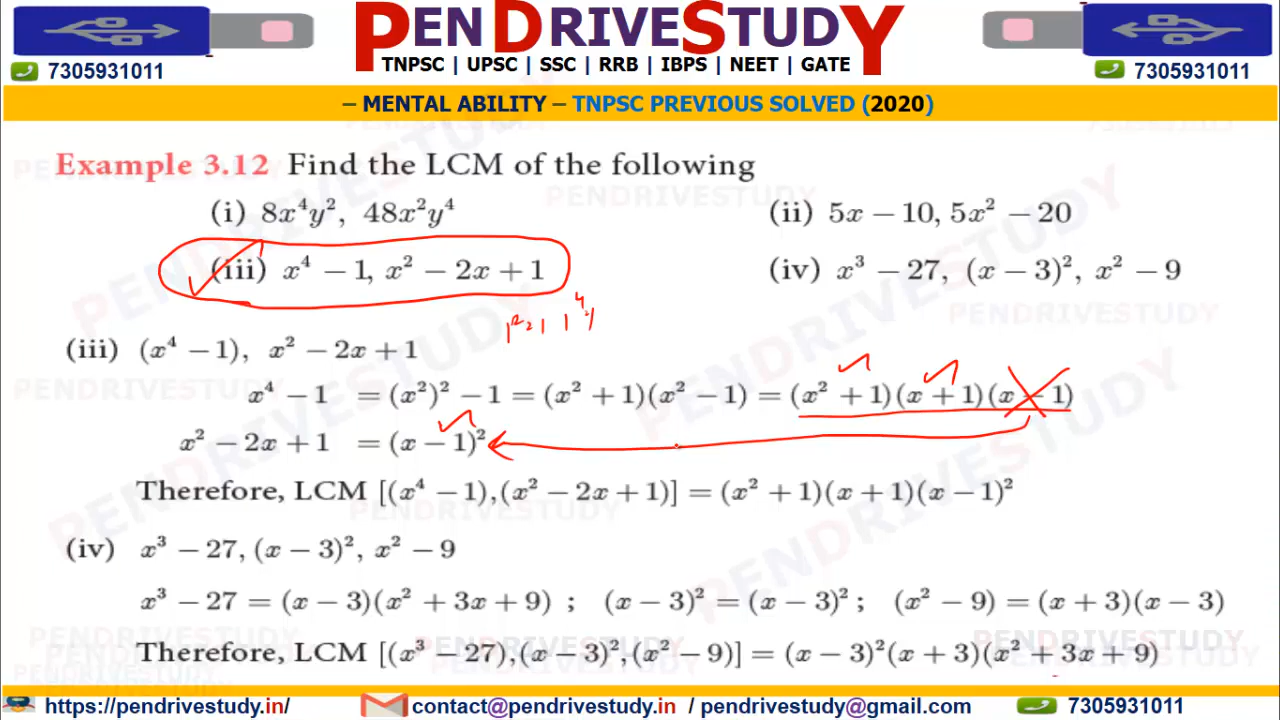 PENDRIVESTUDY
TNPSC | UPSC | SSC | RRB | IBPS | NEET | GATE
7305931011
7305931011
– MENTAL ABILITY – TNPSC PREVIOUS SOLVED (2020)
Example 3.12 Find the LCM of the following
(i) 8x⁴y², 48x²y⁴ (ii) 5x − 10, 5x² − 20
(iii) x⁴ − 1, x² − 2x + 1 (iv) x³ − 27, (x − 3)², x² − 9
(iii) (x⁴ − 1), x² − 2x + 1
x⁴ − 1 = (x²)² − 1 = (x² + 1)(x² − 1) = (x² + 1)(x + 1)(x − 1)
x² − 2x + 1 = (x − 1)²
Therefore, LCM [(x⁴ − 1), (x² − 2x + 1)] = (x² + 1)(x + 1)(x − 1)²
(iv) x³ − 27, (x − 3)², x² − 9
x³ − 27 = (x − 3)(x² + 3x + 9) ; (x − 3)² = (x − 3)² ; (x² − 9) = (x + 3)(x − 3)
Therefore, LCM [(x³ − 27), (x − 3)², (x² − 9)] = (x − 3)²(x + 3)(x² + 3x + 9)
https://pendrivestudy.in/ contact@pendrivestudy.in / pendrivestudy@gmail.com 7305931011